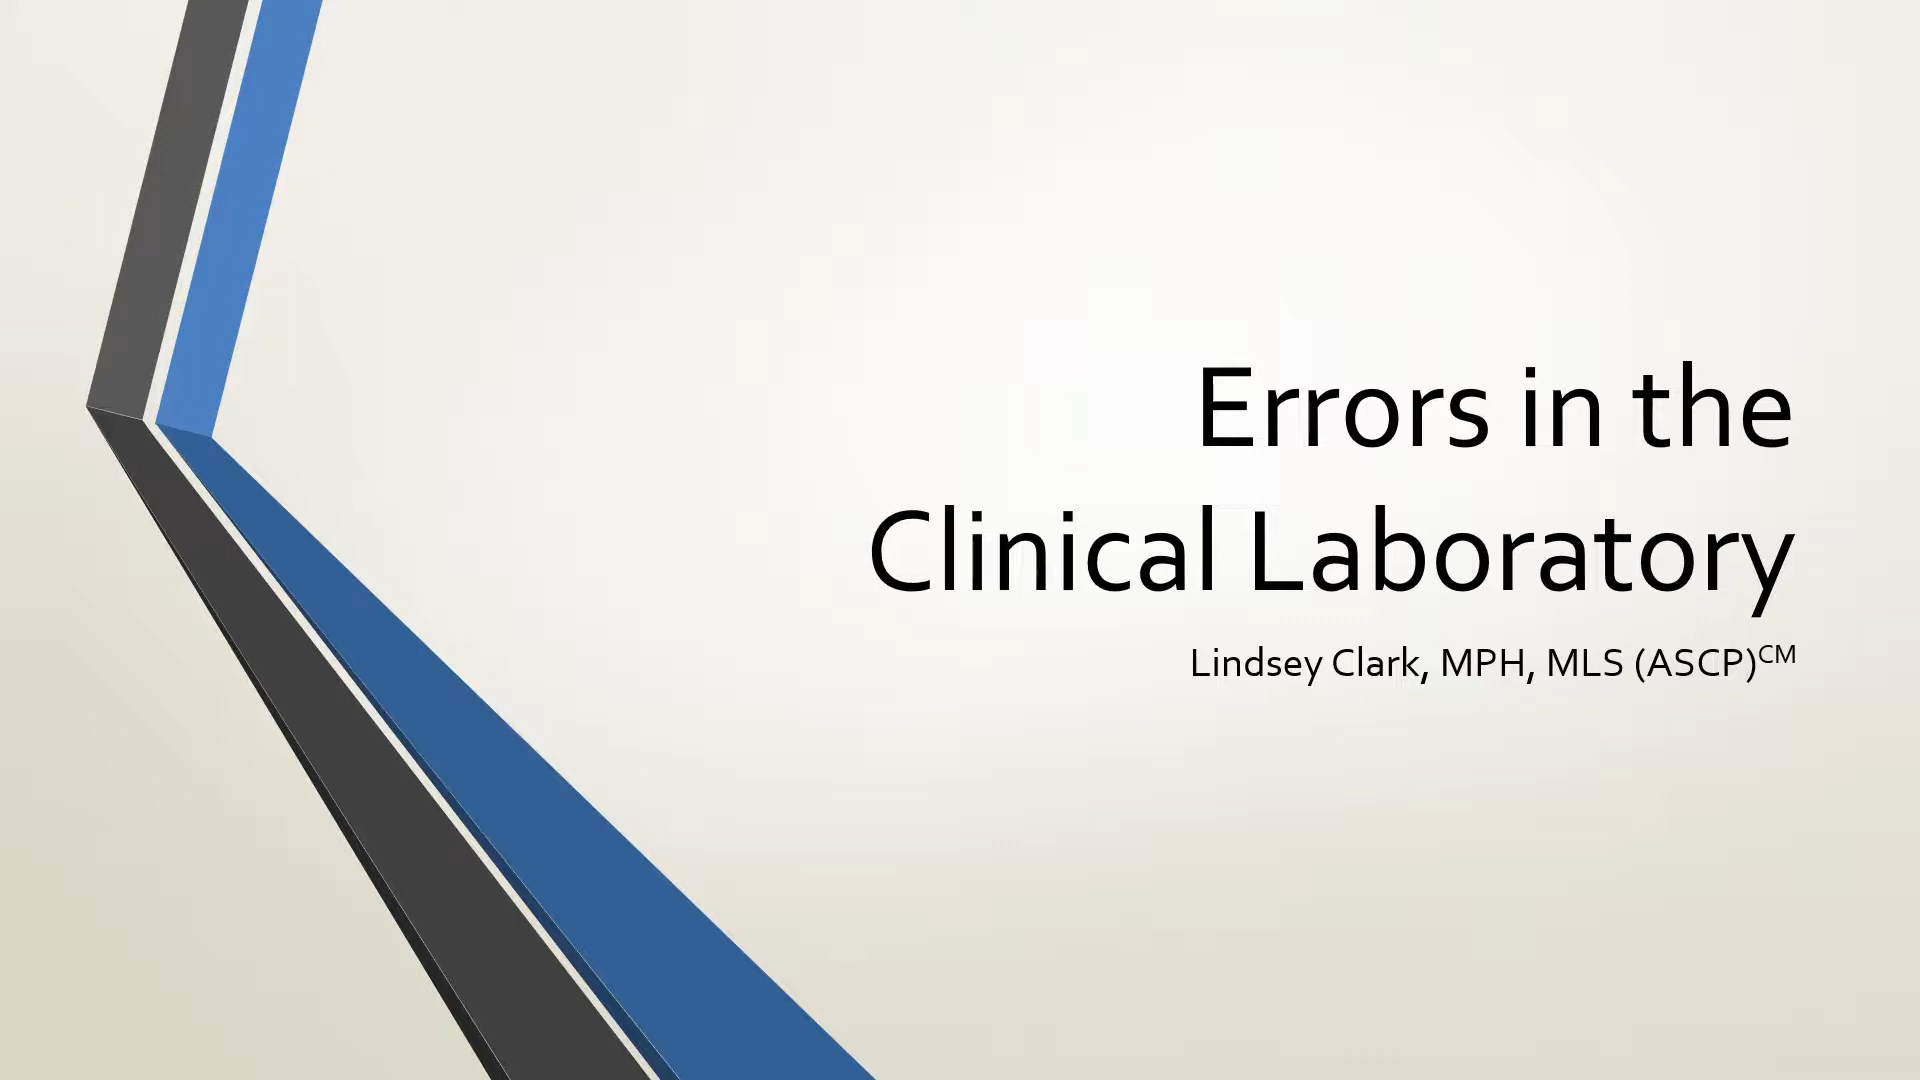 Errors in the
Clinical Laboratory
Lindsey Clark, MPH, MLS (ASCP)CM